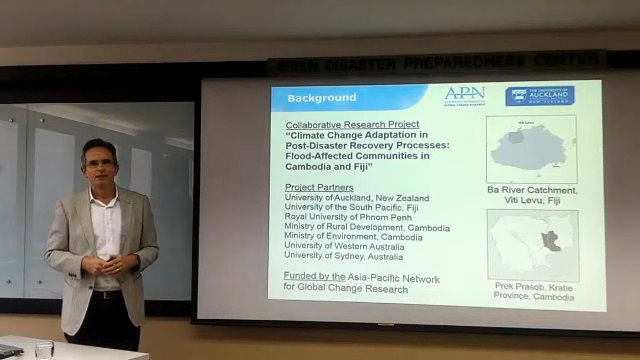 ASIAN DISASTER PREPAREDNESS CENTER
Background
APN
THE UNIVERSITY OF
AUCKLAND
NEW ZEALAND
Collaborative Research Project
"Climate Change Adaptation in
Post-Disaster Recovery Processes:
Flood-Affected Communities in
Cambodia and Fiji"
Project Partners
University of Auckland, New Zealand
University of the South Pacific, Fiji
Royal University of Phnom Penh
Ministry of Rural Development, Cambodia
Ministry of Environment, Cambodia
University of Western Australia
University of Sydney, Australia
Funded by the Asia-Pacific Network
for Global Change Research
Ba River Catchment,
Viti Levu, Fiji
Prek Prasob, Kratie
Province, Cambodia